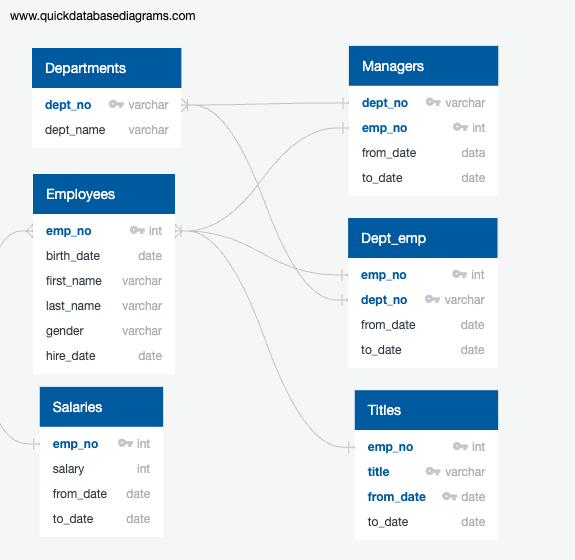 www.quickdatabasediagrams.com
Departments
dept_no varchar
dept_name varchar
Employees
emp_no int
birth_date date
first_name varchar
last_name varchar
gender varchar
hire_date date
Salaries
emp_no int
salary int
from_date date
to_date date
Managers
dept_no varchar
emp_no int
from_date data
to_date date
Dept_emp
emp_no int
dept_no varchar
from_date date
to_date date
Titles
emp_no int
title varchar
from_date date
to_date date